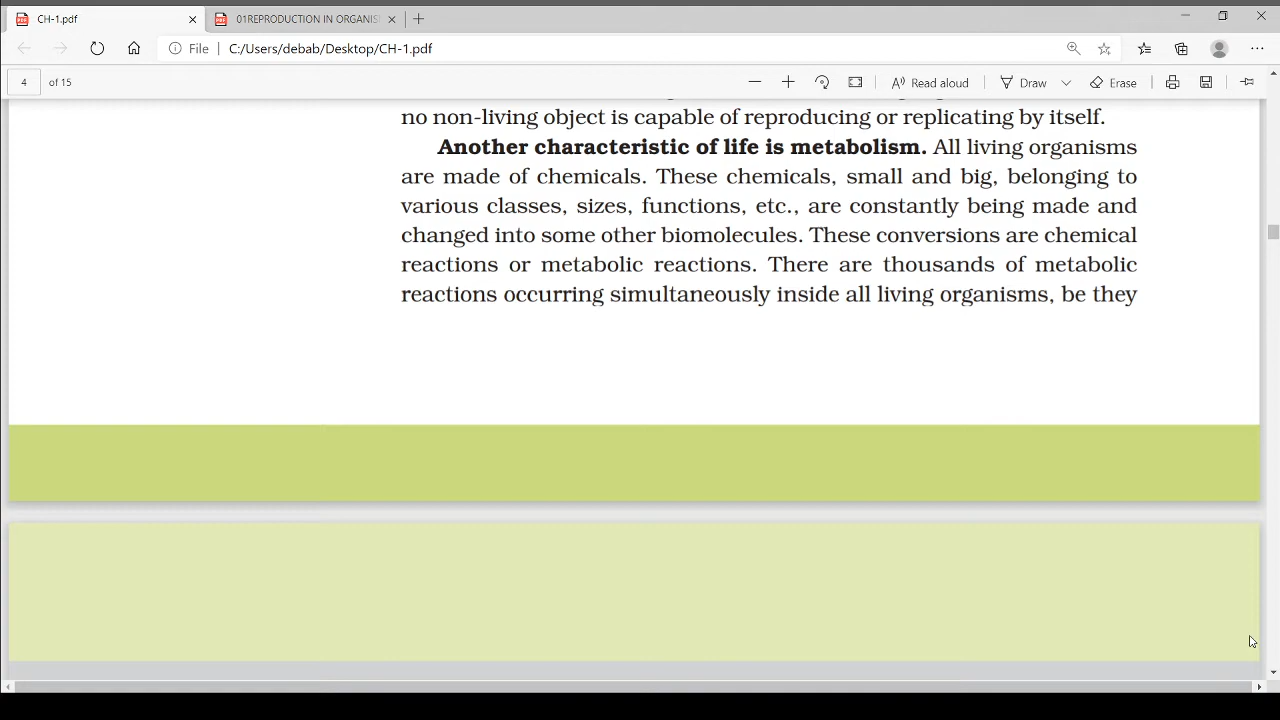 CH-1.pdf
01REPRODUCTION IN ORGANIS
File
C:/Users/debab/Desktop/CH-1.pdf
4 of 15
Read aloud
Draw
Erase
no non-living object is capable of reproducing or replicating by itself.
Another characteristic of life is metabolism. All living organisms
are made of chemicals. These chemicals, small and big, belonging to
various classes, sizes, functions, etc., are constantly being made and
changed into some other biomolecules. These conversions are chemical
reactions or metabolic reactions. There are thousands of metabolic
reactions occurring simultaneously inside all living organisms, be they